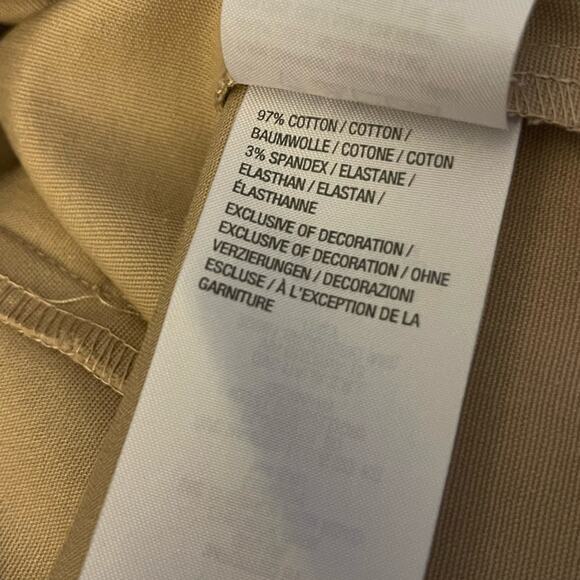 97% COTTON / COTTON /
BAUMWOLLE / COTONE / COTON
3% SPANDEX / ELASTANE /
ELASTHAN / ELASTAN /
ÉLASTHANNE
EXCLUSIVE OF DECORATION /
EXCLUSIVE OF DECORATION / OHNE
VERZIERUNGEN / DECORAZIONI
ESCLUSE / À L'EXCEPTION DE LA
GARNITURE